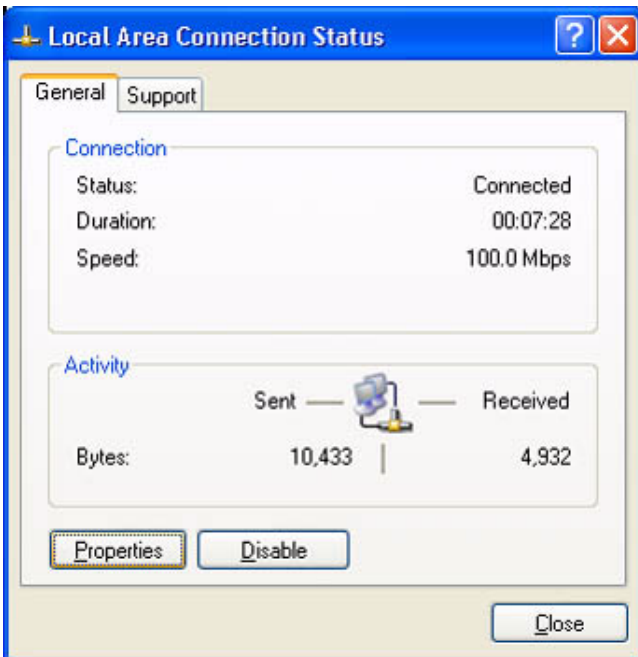 Local Area Connection Status
General Support
Connection
Status: Connected
Duration: 00:07:28
Speed: 100.0 Mbps
Activity
Sent Received
Bytes: 10,433 4,932
Properties Disable
Close